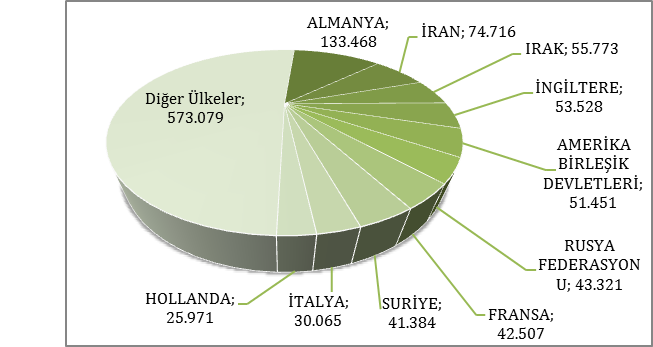 ALMANYA;
133.468
İRAN; 74.716
IRAK; 55.773
İNGİLTERE;
53.528
AMERİKA
BİRLEŞİK
DEVLETLERİ;
51.451
RUSYA
FEDERASYON
U; 43.321
FRANSA;
42.507
SURİYE;
41.384
İTALYA;
30.065
HOLLANDA;
25.971
Diğer Ülkeler;
573.079